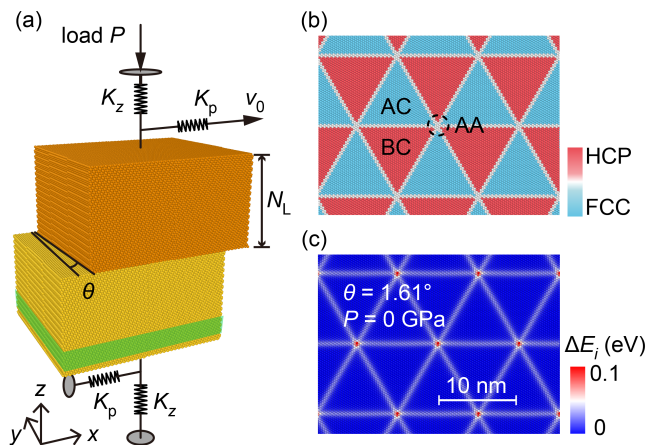 (a)
load P
K_z
K_p
v_0
N_L
θ
K_p
K_z
z
y
x
(b)
AC
AA
BC
HCP
FCC
(c)
θ = 1.61°
P = 0 GPa
10 nm
ΔE_i (eV)
0.1
0